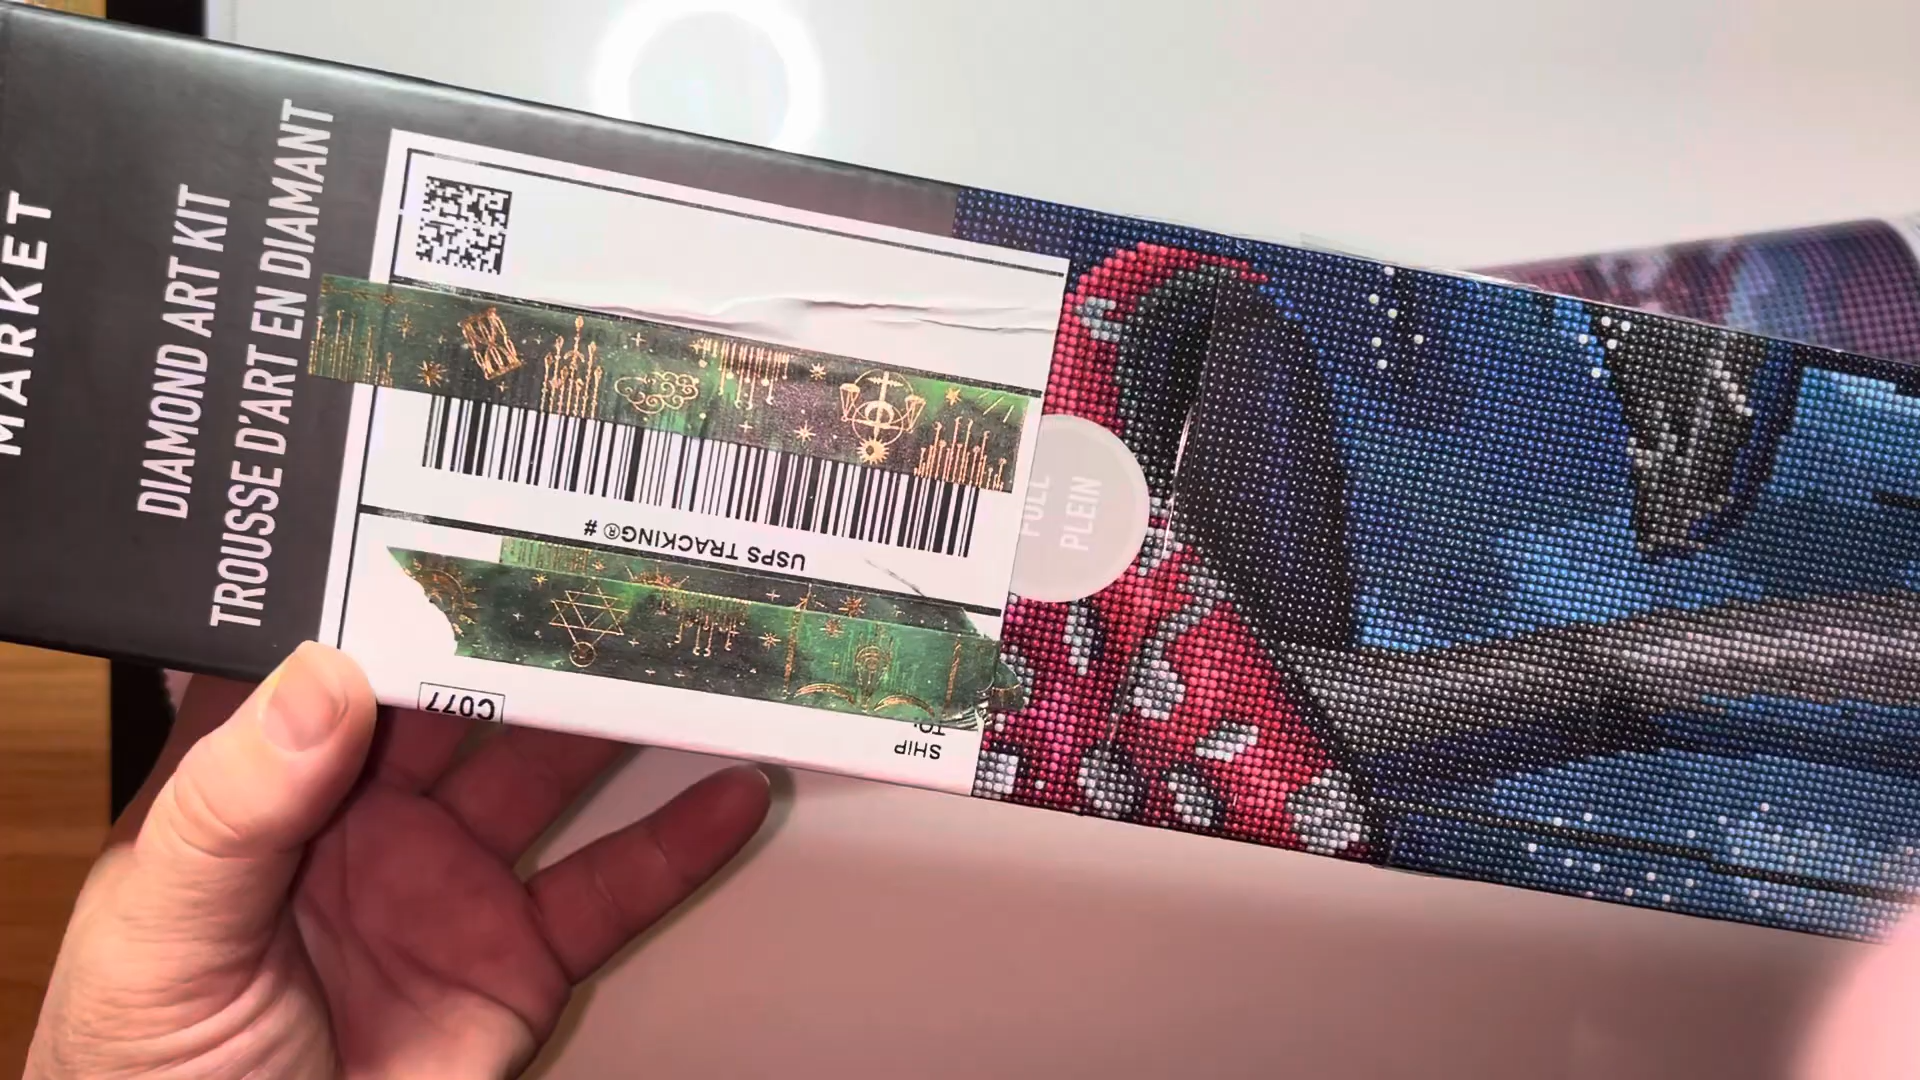 MARKET
DIAMOND ART KIT
TROUSSE D'ART EN DIAMANT
FULL
PLEIN
USPS TRACKING® #
C077
SHIP
TO: